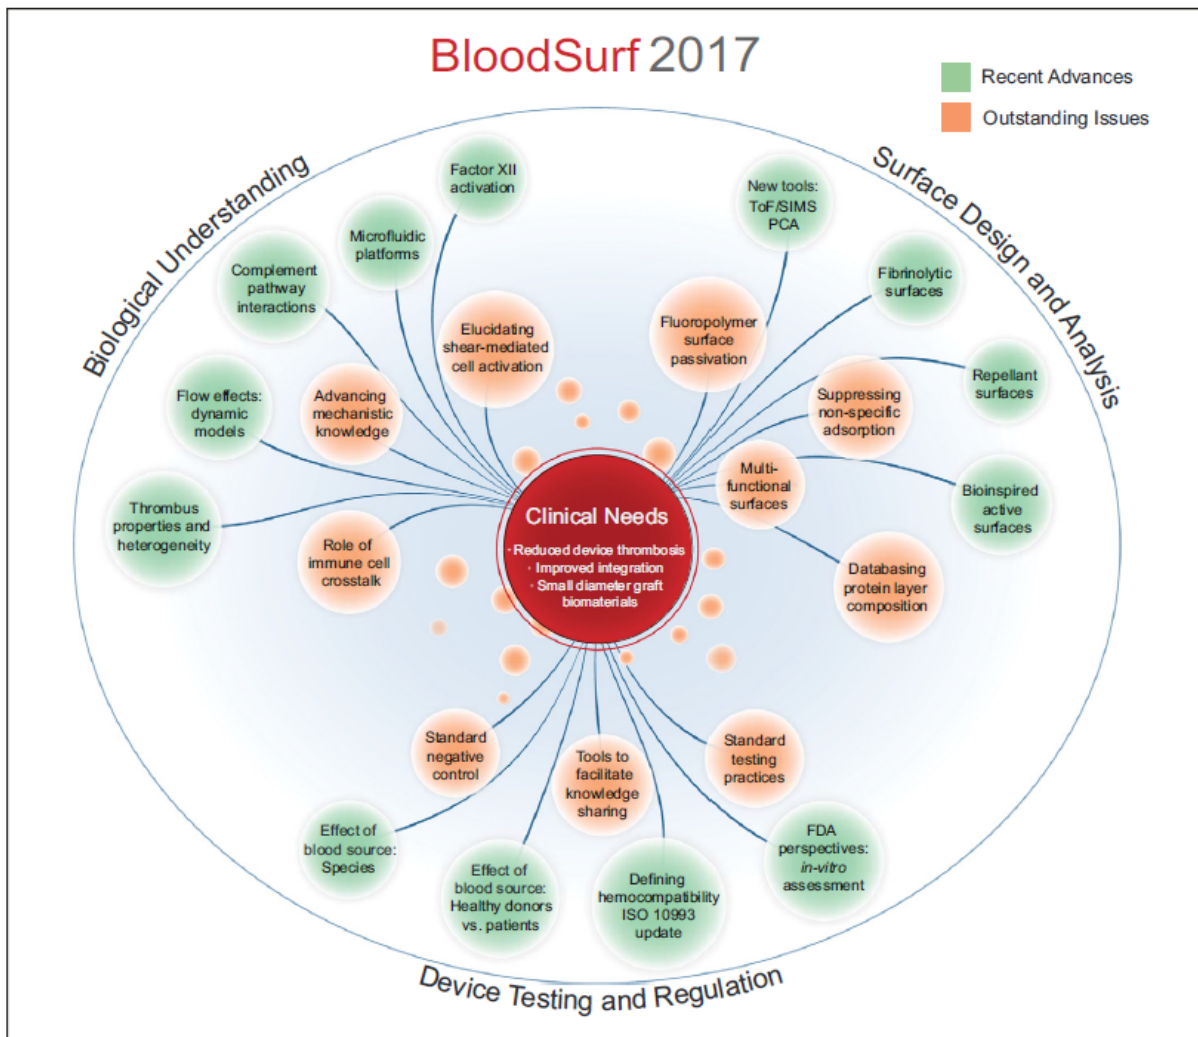 BloodSurf 2017
Recent Advances
Outstanding Issues
Biological Understanding
Surface Design and Analysis
Device Testing and Regulation
Factor XII
activation
Microfluidic
platforms
Complement
pathway
interactions
Elucidating
shear-mediated
cell activation
Flow effects:
dynamic
models
Advancing
mechanistic
knowledge
Thrombus
properties and
heterogeneity
Role of
immune cell
crosstalk
New tools:
ToF/SIMS
PCA
Fibrinolytic
surfaces
Fluoropolymer
surface
passivation
Repellant
surfaces
Suppressing
non-specific
adsorption
Multi-
functional
surfaces
Bioinspired
active
surfaces
Databasing
protein layer
composition
Clinical Needs
· Reduced device thrombosis
· Improved integration
· Small diameter graft
biomaterials
Standard
negative
control
Tools to
facilitate
knowledge
sharing
Standard
testing
practices
Effect of
blood source:
Species
Effect of
blood source:
Healthy donors
vs. patients
Defining
hemocompatibility
ISO 10993
update
FDA
perspectives:
in-vitro
assessment